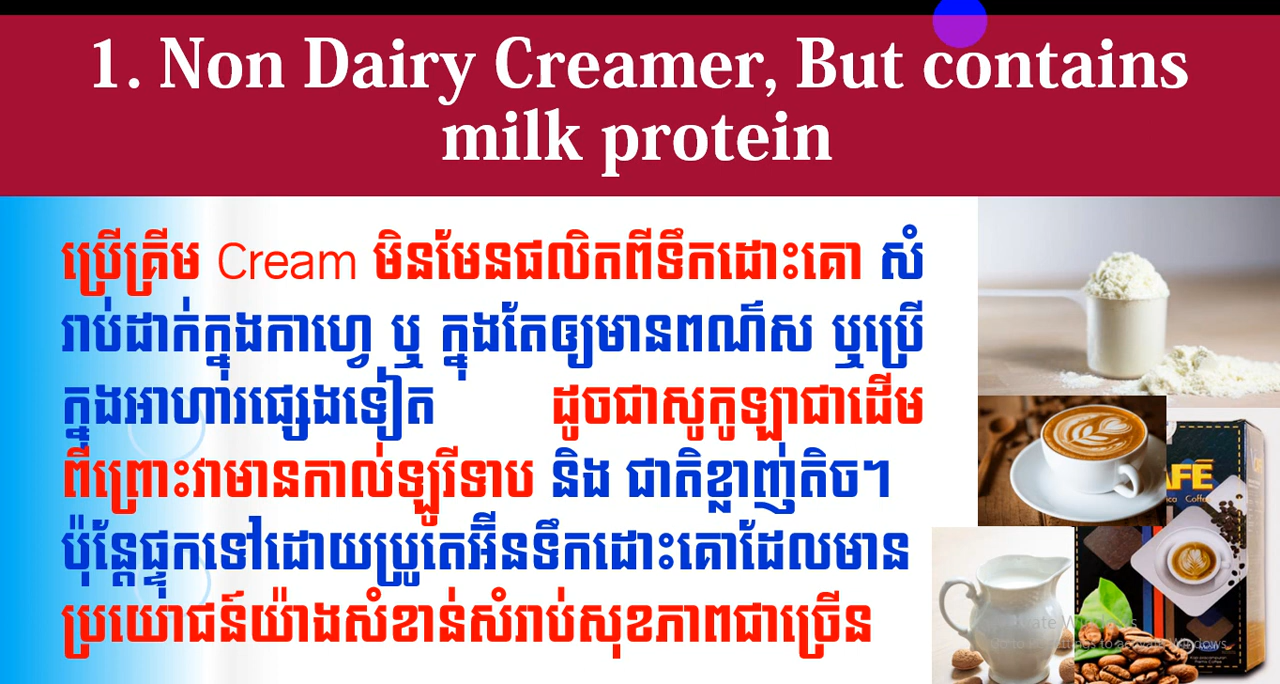 1. Non Dairy Creamer, But contains
milk protein
ប្រើគ្រីម Cream មិនមែនផលិតពីទឹកដោះគោ សំ
រាប់ដាក់ក្នុងកាហ្វេ ឬ ក្នុងតែឲ្យមានពណ៌ស ឬប្រើ
ក្នុងអាហារផ្សេងទៀត ដូចជាសូកូឡាជាដើម
ពីព្រោះវាមានកាល់ឡូរីទាប និង ជាតិខ្លាញ់តិច។
ប៉ុន្តែផ្ទុកទៅដោយប្រូតេអ៊ីនទឹកដោះគោដែលមាន
ប្រយោជន៍យ៉ាងសំខាន់សំរាប់សុខភាពជាច្រើន